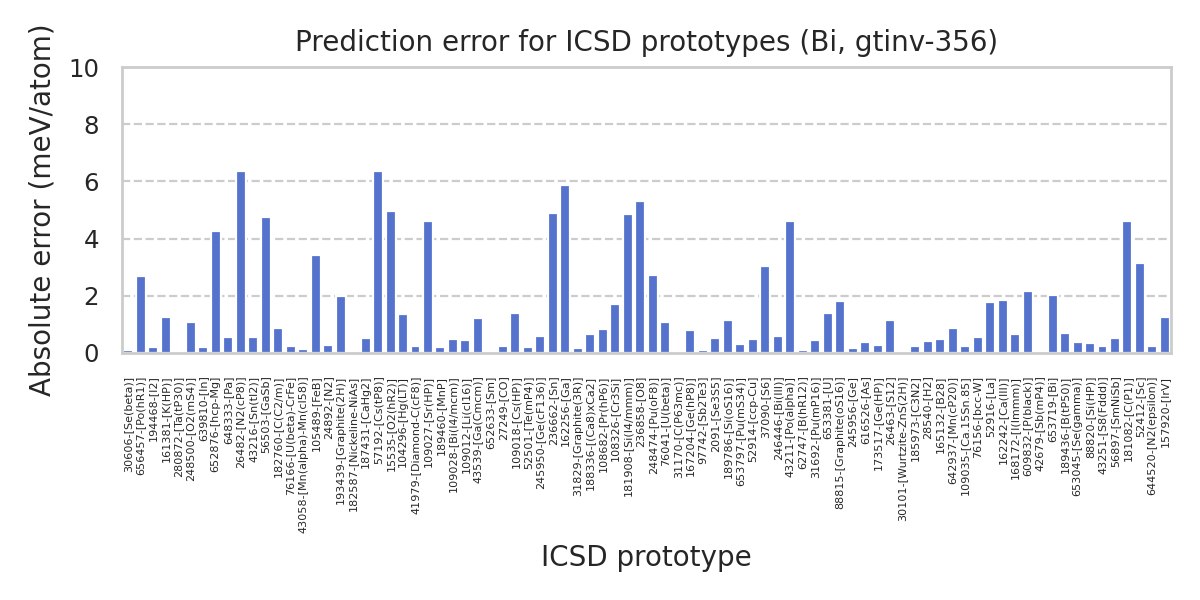 Prediction error for ICSD prototypes (Bi, gtinv-356)
Absolute error (meV/atom)
10
8
6
4
2
0
30606-[Se(beta)]
656457-[Po(hR1)]
194468-[I2]
161381-[K(HP)]
280872-[Ta(tP30)]
248500-[O2(mS4)]
639810-[In]
652876-[hcp-Mg]
648333-[Pa]
26482-[N2(cP8)]
43216-[Sn(tI2)]
56503-[GaSb]
182760-[C(C2/m)]
76166-[U(beta)-CrFe]
43058-[Mn(alpha)-Mn(cI58)]
24892-[N2]
105489-[FeB]
193439-[Graphite(2H)]
182587-[Nickeline-NiAs]
187431-[CaHg2]
57192-[Cs(tP8)]
15535-[O2(hR2)]
104296-[Hg(LT)]
41979-[Diamond-C(cF8)]
109027-[Sr(HP)]
189460-[MnP]
109028-[Bi(I4/mcm)]
109012-[Li(cI16)]
43539-[Ga(Cmcm)]
652633-[Sm]
27249-[CO]
109018-[Cs(HP)]
52501-[Te(mP4)]
245950-[Ge(cF136)]
236662-[Sn]
162256-[Ga]
31829-[Graphite(3R)]
188336-[(Ca8)xCa2]
108682-[Pr(hP6)]
108326-[Cr3Si]
181908-[Si(I4/mmm)]
236858-[O8]
248474-[Pu(oF8)]
76041-[U(beta)]
31170-[C(P63mc)]
167204-[Ge(hP8)]
97742-[Sb2Te3]
2091-[Se3S5]
189786-[Si(oS16)]
653797-[Pu(mS34)]
52914-[ccp-Cu]
37090-[S6]
246446-[Bi(III)]
43211-[Po(alpha)]
62747-[B(hR12)]
31692-[Pu(mP16)]
653381-[U]
88815-[Graphite(oS16)]
245956-[Ge]
616526-[As]
173517-[Ge(HP)]
26463-[S12]
30101-[Wurtzite-ZnS(2H)]
185973-[C3N2]
28540-[H2]
165132-[B28]
642937-[Mn(cP20)]
109035-[Ca.15Sn.85]
76156-[bcc-W]
52916-[La]
162242-[Ca(III)]
168172-[I(Immm)]
609832-[P(black)]
42679-[Sb(mP4)]
653719-[Bi]
189436-[B(tP50)]
653045-[Se(gamma)]
88820-[Si(HP)]
43251-[S8(Fddd)]
56897-[SmNiSb]
181082-[C(P1)]
52412-[Sc]
644520-[N2(epsilon)]
157920-[IrV]
ICSD prototype